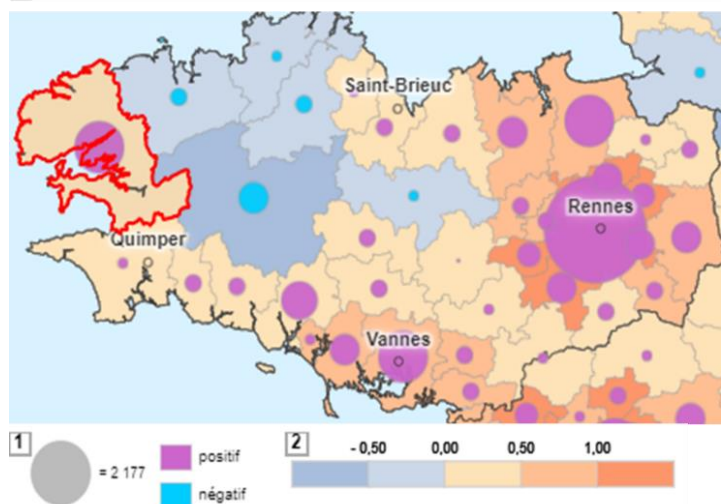 Saint-Brieuc
Rennes
Quimper
Vannes
1
= 2 177
positif
négatif
2
- 0,50 0,00 0,50 1,00